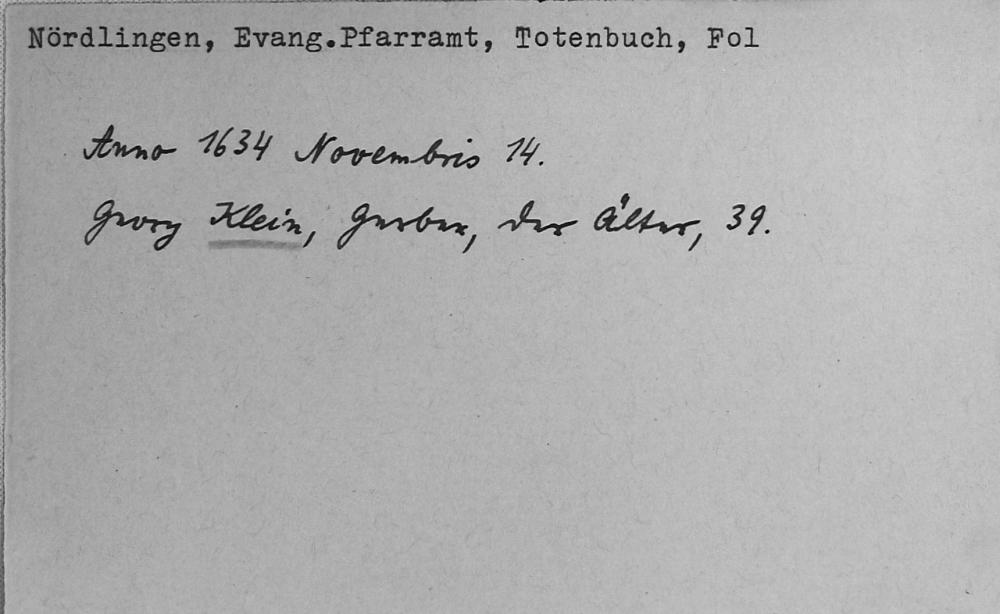 Nördlingen, Evang.Pfarramt, Totenbuch, Fol
Anno 1634 Novembris 14.
Georg Klein, Gerber, der Älter, 39.